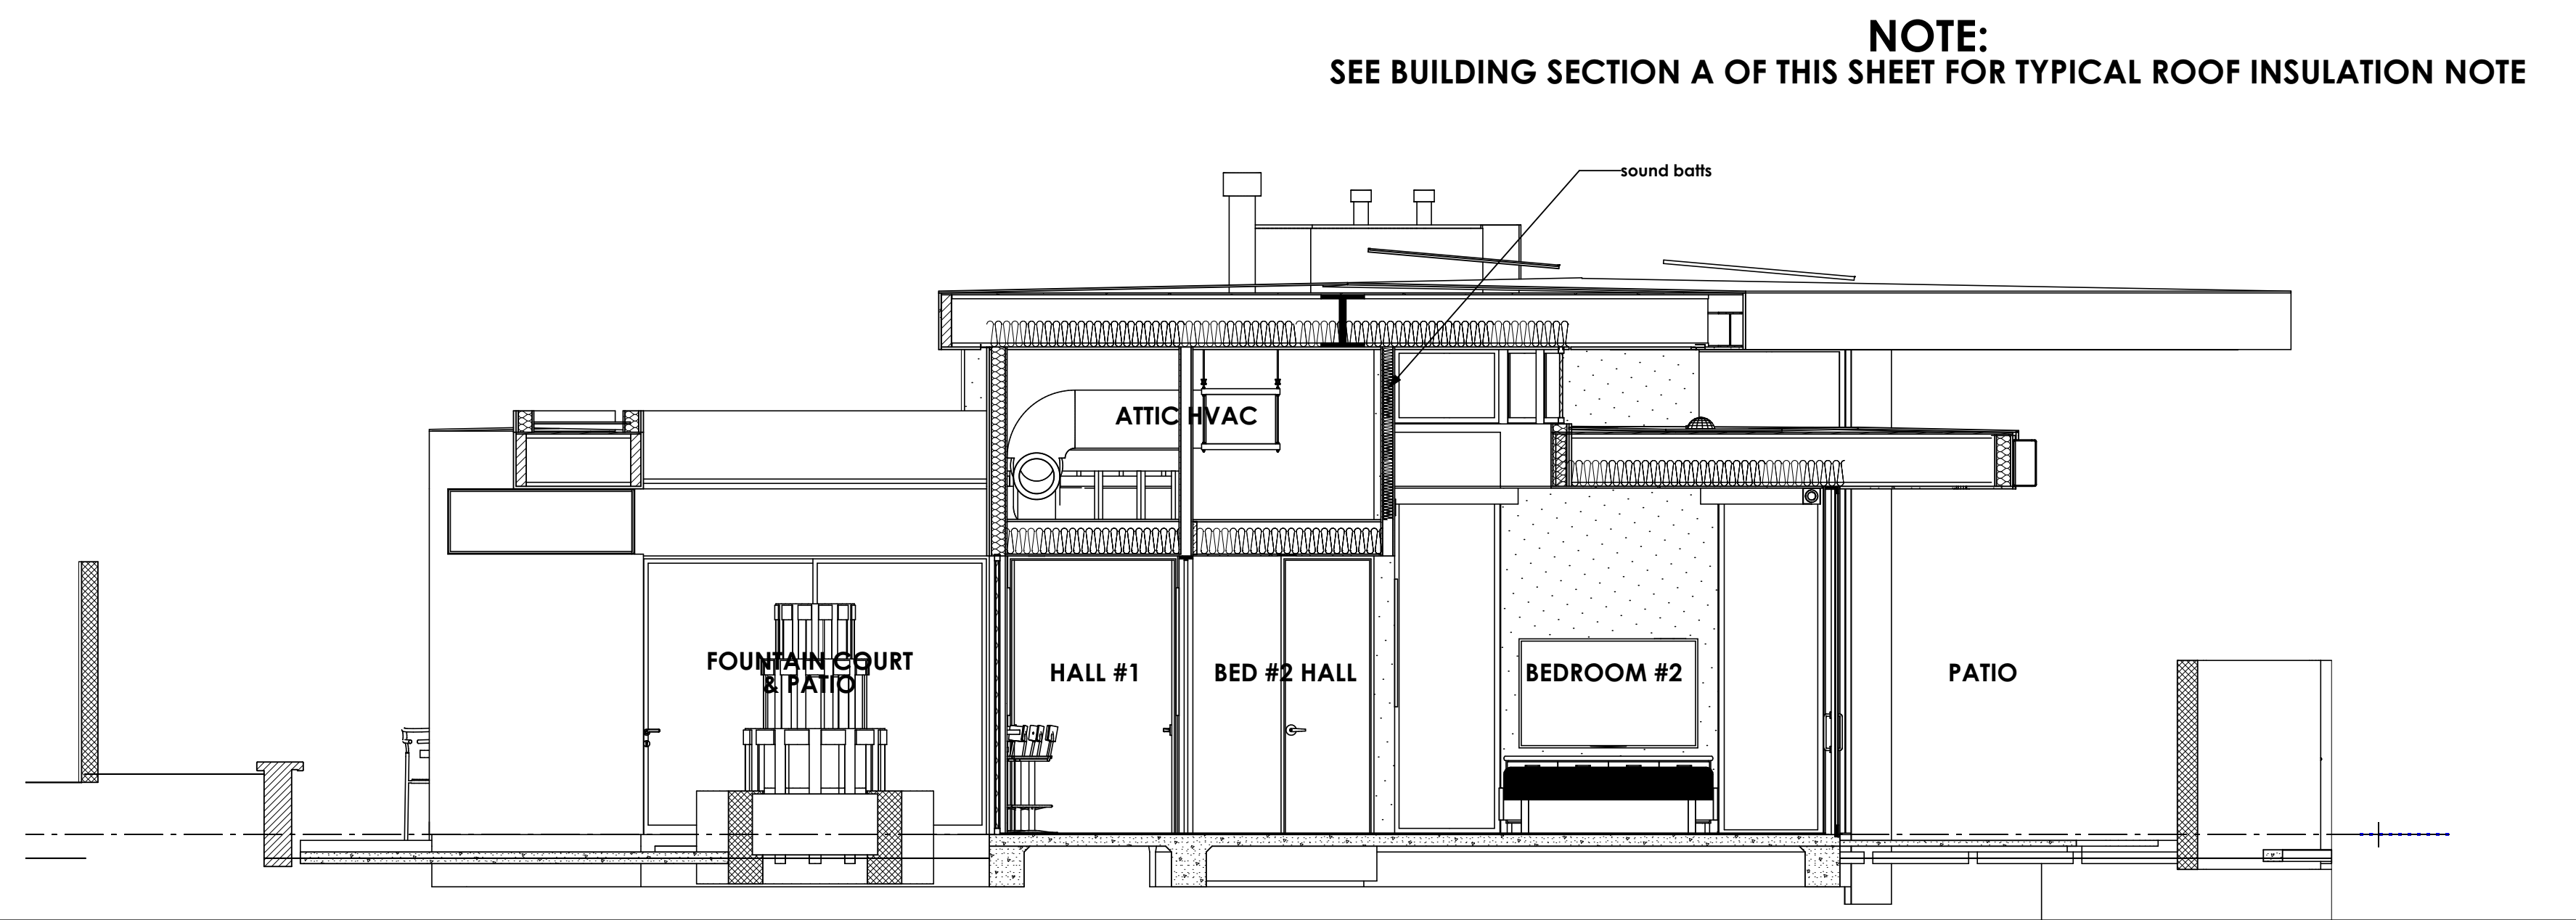 NOTE:
SEE BUILDING SECTION A OF THIS SHEET FOR TYPICAL ROOF INSULATION NOTE
sound batts
ATTIC HVAC
FOUNTAIN COURT
& PATIO
HALL #1
BED #2 HALL
BEDROOM #2
PATIO